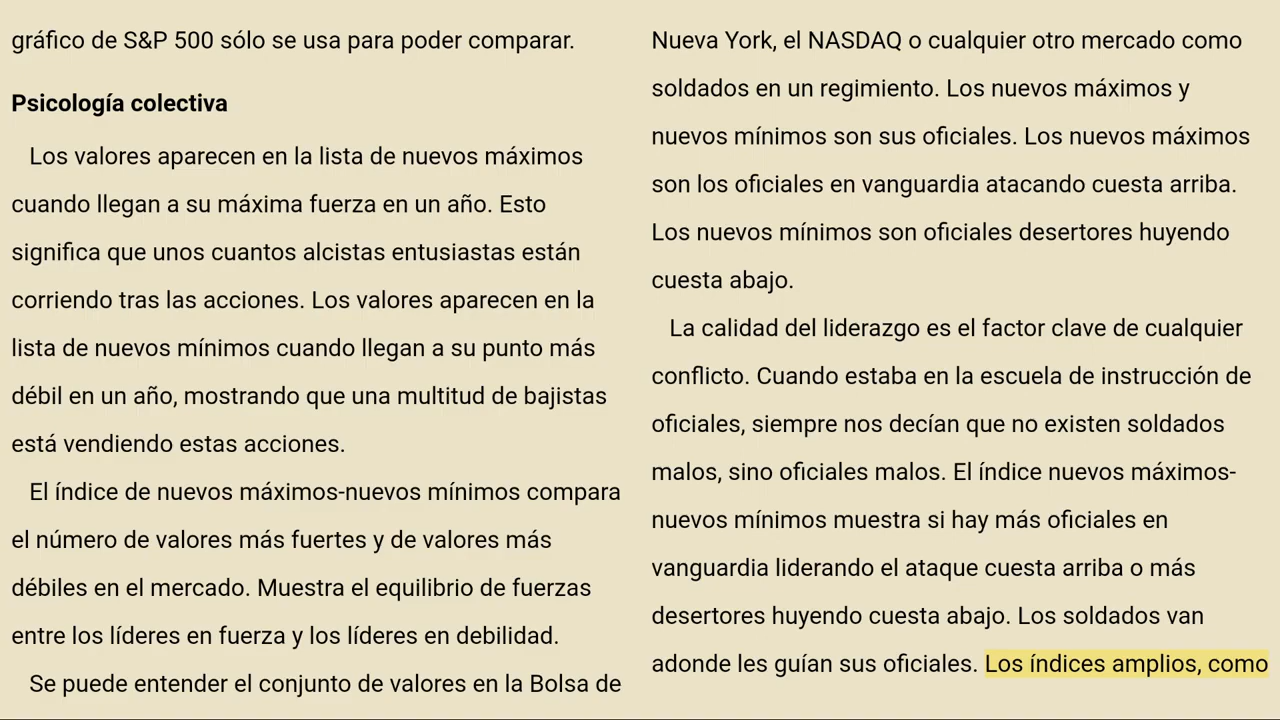 gráfico de S&P 500 sólo se usa para poder comparar.
Psicología colectiva
Los valores aparecen en la lista de nuevos máximos
cuando llegan a su máxima fuerza en un año. Esto
significa que unos cuantos alcistas entusiastas están
corriendo tras las acciones. Los valores aparecen en la
lista de nuevos mínimos cuando llegan a su punto más
débil en un año, mostrando que una multitud de bajistas
está vendiendo estas acciones.
El índice de nuevos máximos-nuevos mínimos compara
el número de valores más fuertes y de valores más
débiles en el mercado. Muestra el equilibrio de fuerzas
entre los líderes en fuerza y los líderes en debilidad.
Se puede entender el conjunto de valores en la Bolsa de
Nueva York, el NASDAQ o cualquier otro mercado como
soldados en un regimiento. Los nuevos máximos y
nuevos mínimos son sus oficiales. Los nuevos máximos
son los oficiales en vanguardia atacando cuesta arriba.
Los nuevos mínimos son oficiales desertores huyendo
cuesta abajo.
La calidad del liderazgo es el factor clave de cualquier
conflicto. Cuando estaba en la escuela de instrucción de
oficiales, siempre nos decían que no existen soldados
malos, sino oficiales malos. El índice nuevos máximos-
nuevos mínimos muestra si hay más oficiales en
vanguardia liderando el ataque cuesta arriba o más
desertores huyendo cuesta abajo. Los soldados van
adonde les guían sus oficiales. Los índices amplios, como